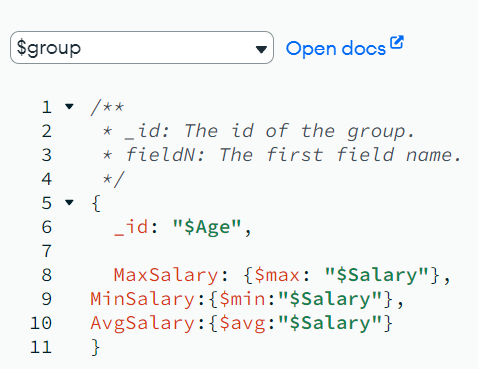 $group Open docs
1 /**
2 * _id: The id of the group.
3 * fieldN: The first field name.
4 */
5 {
6 _id: "$Age",
7
8 MaxSalary: {$max: "$Salary"},
9 MinSalary:{$min:"$Salary"},
10 AvgSalary:{$avg:"$Salary"}
11 }